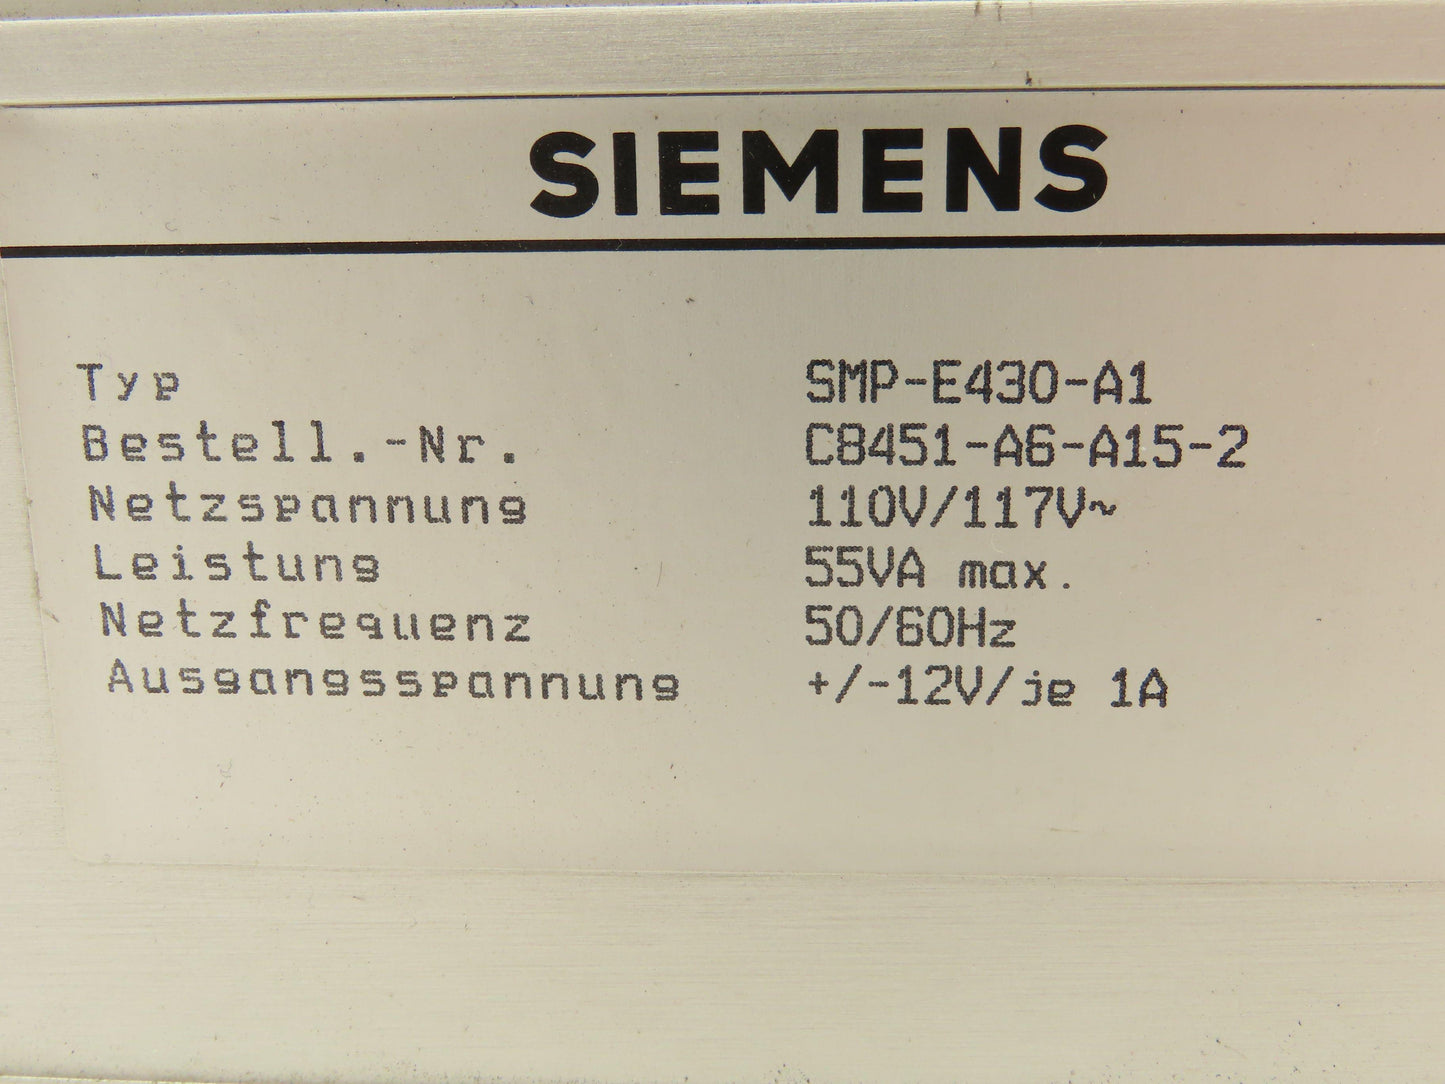 SIEMENS
Typ SMP-E430-A1
Bestell.-Nr. C8451-A6-A15-2
Netzspannung 110V/117V~
Leistung 55VA max.
Netzfrequenz 50/60Hz
Ausgangsspannung +/-12V/je 1A